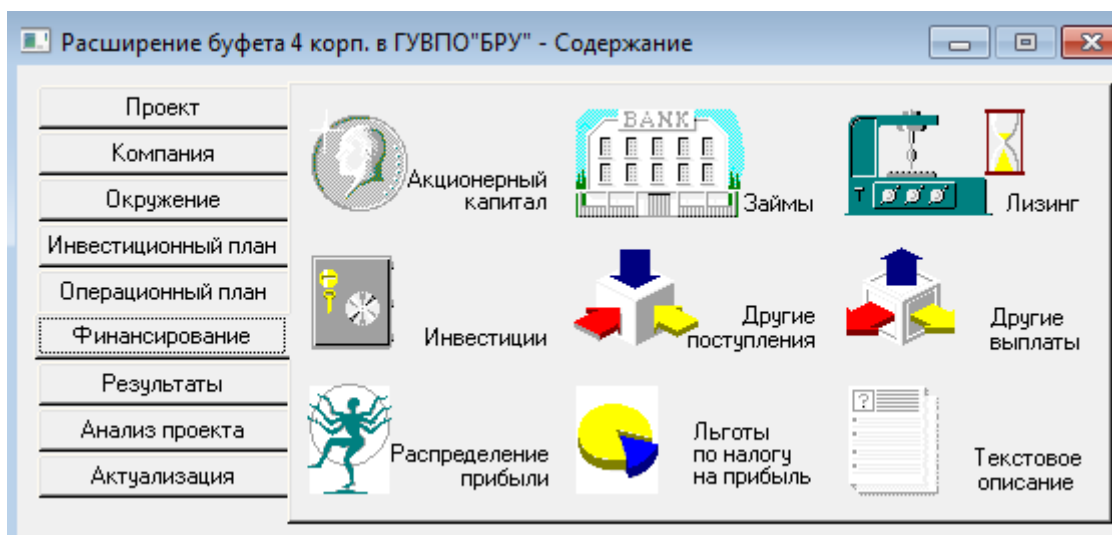 Расширение буфета 4 корп. в ГУВПО"БРУ" - Содержание
Проект
Компания
Окружение
Инвестиционный план
Операционный план
Финансирование
Результаты
Анализ проекта
Актуализация
Акционерный
капитал
BANK
Займы
Лизинг
Инвестиции
Другие
поступления
Другие
выплаты
Распределение
прибыли
Льготы
по налогу
на прибыль
?
Текстовое
описание